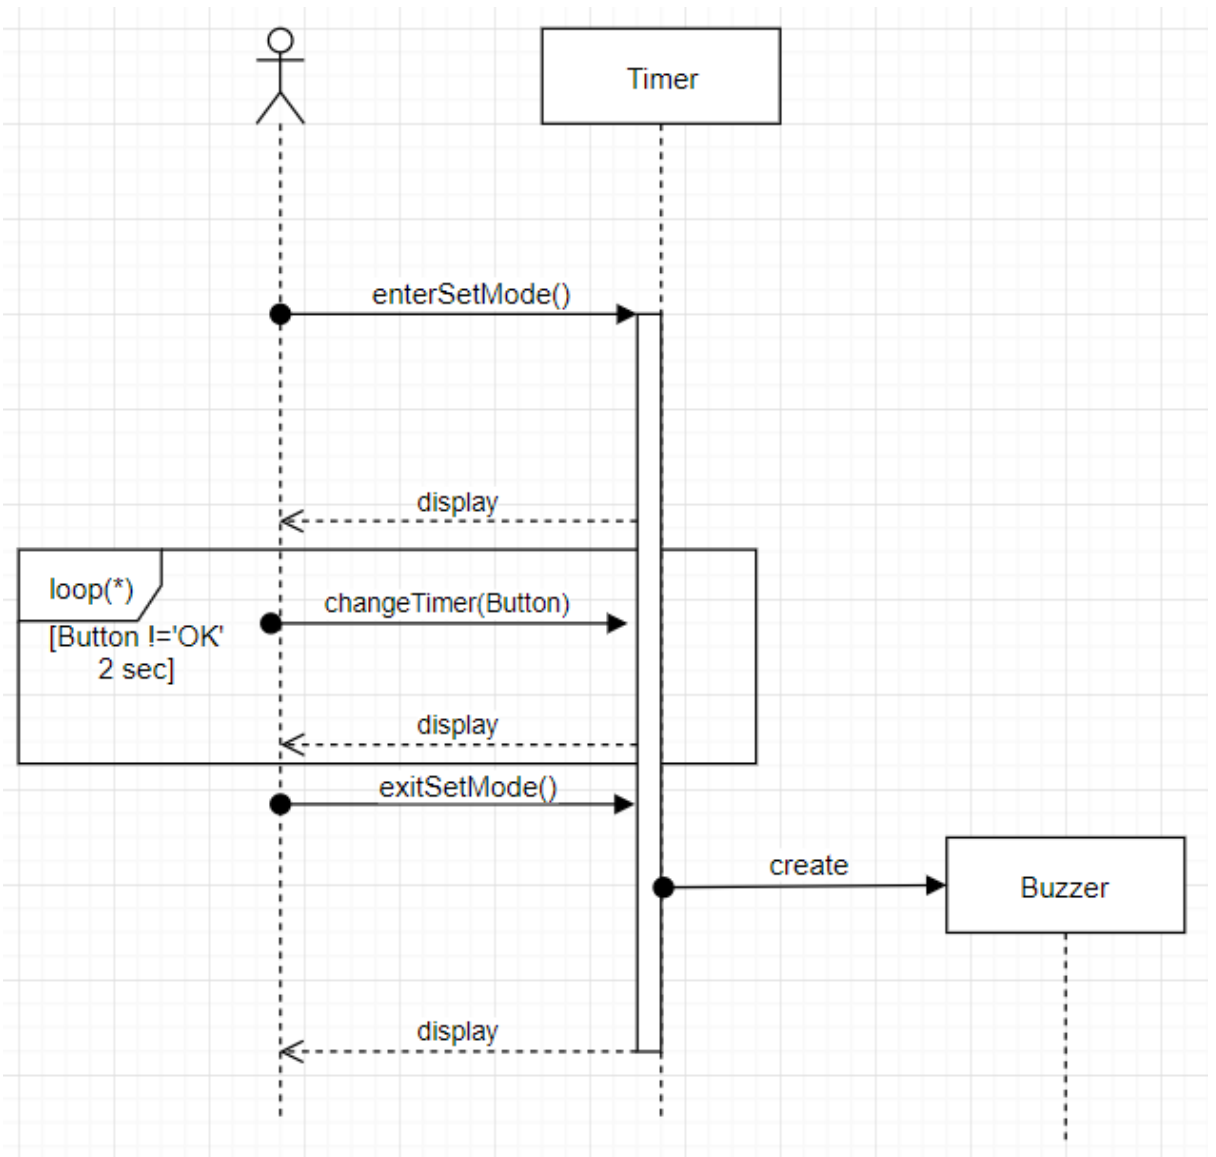 Timer
enterSetMode()
display
loop(*)
changeTimer(Button)
[Button !='OK'
2 sec]
display
exitSetMode()
create
Buzzer
display